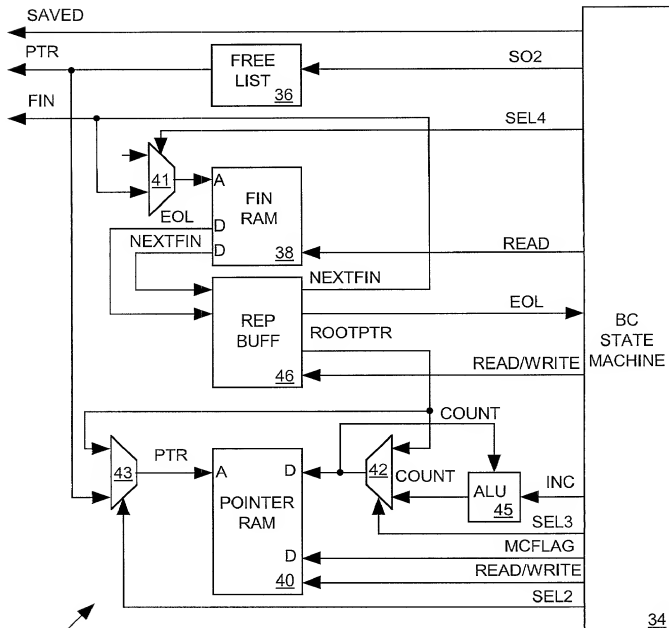 SAVED
PTR
FREE LIST
36
SO2
FIN
SEL4
41
A
FIN RAM
EOL
D
NEXTFIN
D
38
READ
NEXTFIN
REP BUFF
EOL
ROOTPTR
46
READ/WRITE
BC STATE MACHINE
COUNT
43
PTR
A
D
42
COUNT
ALU
45
INC
POINTER RAM
SEL3
D
MCFLAG
40
READ/WRITE
SEL2
34